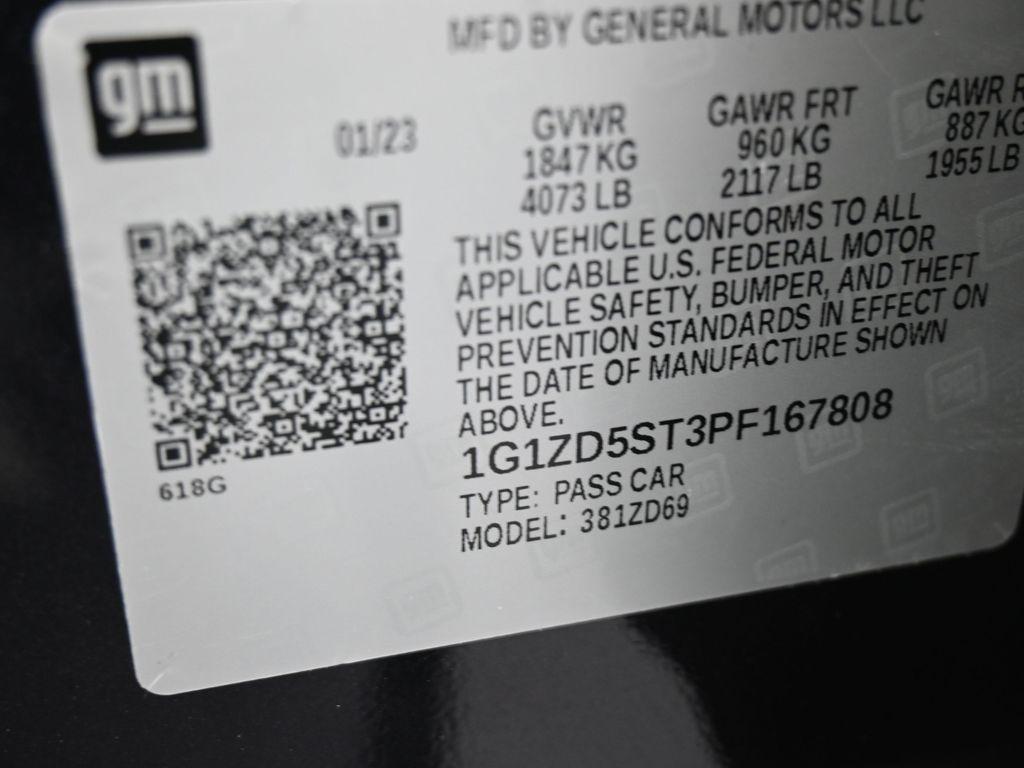 gm
MFD BY GENERAL MOTORS LLC
01/23
GVWR GAWR FRT GAWR R
1847 KG 960 KG 887 KG
4073 LB 2117 LB 1955 LB
THIS VEHICLE CONFORMS TO ALL
APPLICABLE U.S. FEDERAL MOTOR
VEHICLE SAFETY, BUMPER, AND THEFT
PREVENTION STANDARDS IN EFFECT ON
THE DATE OF MANUFACTURE SHOWN
ABOVE.
1G1ZD5ST3PF167808
618G
TYPE: PASS CAR
MODEL: 381ZD69